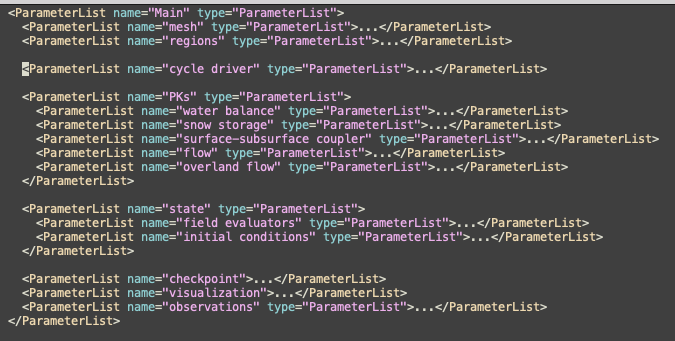 <ParameterList name="Main" type="ParameterList">
<ParameterList name="mesh" type="ParameterList">...</ParameterList>
<ParameterList name="regions" type="ParameterList">...</ParameterList>
<ParameterList name="cycle driver" type="ParameterList">...</ParameterList>
<ParameterList name="PKs" type="ParameterList">
<ParameterList name="water balance" type="ParameterList">...</ParameterList>
<ParameterList name="snow storage" type="ParameterList">...</ParameterList>
<ParameterList name="surface-subsurface coupler" type="ParameterList">...</ParameterList>
<ParameterList name="flow" type="ParameterList">...</ParameterList>
<ParameterList name="overland flow" type="ParameterList">...</ParameterList>
</ParameterList>
<ParameterList name="state" type="ParameterList">
<ParameterList name="field evaluators" type="ParameterList">...</ParameterList>
<ParameterList name="initial conditions" type="ParameterList">...</ParameterList>
</ParameterList>
<ParameterList name="checkpoint">...</ParameterList>
<ParameterList name="visualization">...</ParameterList>
<ParameterList name="observations" type="ParameterList">...</ParameterList>
</ParameterList>